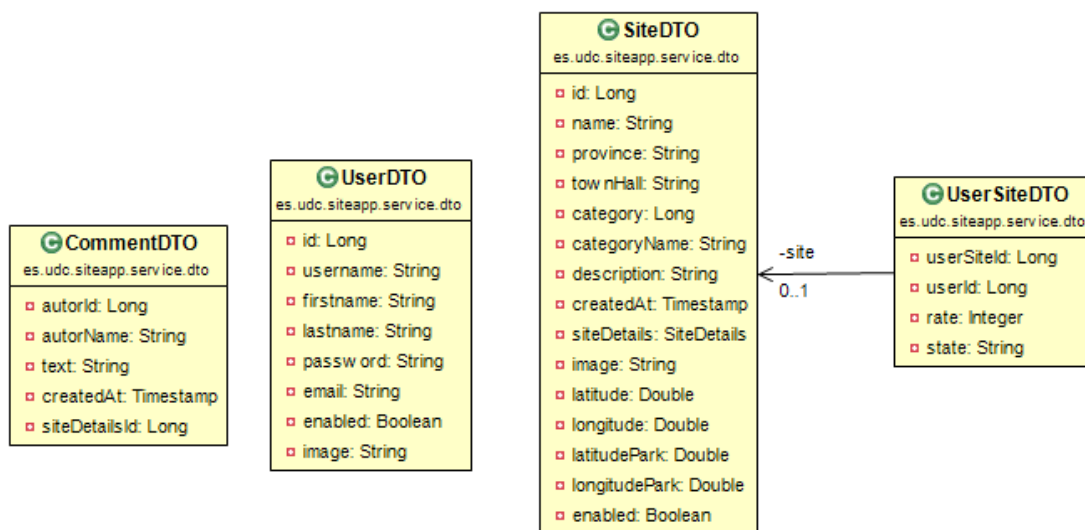 CommentDTO
es.udc.siteapp.service.dto
autorId: Long
autorName: String
text: String
createdAt: Timestamp
siteDetailsId: Long
UserDTO
es.udc.siteapp.service.dto
id: Long
username: String
firstname: String
lastname: String
password: String
email: String
enabled: Boolean
image: String
SiteDTO
es.udc.siteapp.service.dto
id: Long
name: String
province: String
townHall: String
category: Long
categoryName: String
description: String
createdAt: Timestamp
siteDetails: SiteDetails
image: String
latitude: Double
longitude: Double
latitudePark: Double
longitudePark: Double
enabled: Boolean
-site
0..1
UserSiteDTO
es.udc.siteapp.service.dto
userSiteId: Long
userId: Long
rate: Integer
state: String